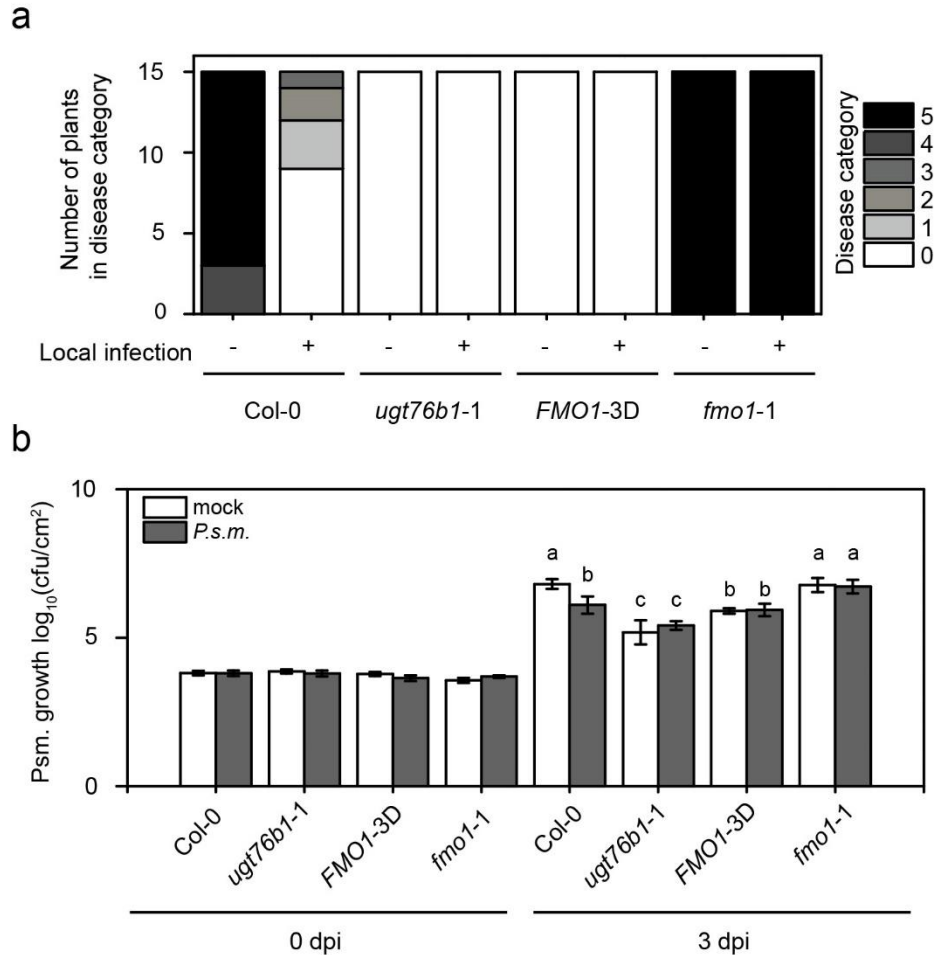 a
Number of plants
in disease category
15
10
5
0
Disease category
5
4
3
2
1
0
Local infection - + - + - + - +
Col-0 ugt76b1-1 FMO1-3D fmo1-1
b
Psm. growth log₁₀(cfu/cm²)
10
5
0
mock
P.s.m.
a b c c b b a a
Col-0 ugt76b1-1 FMO1-3D fmo1-1 Col-0 ugt76b1-1 FMO1-3D fmo1-1
0 dpi 3 dpi